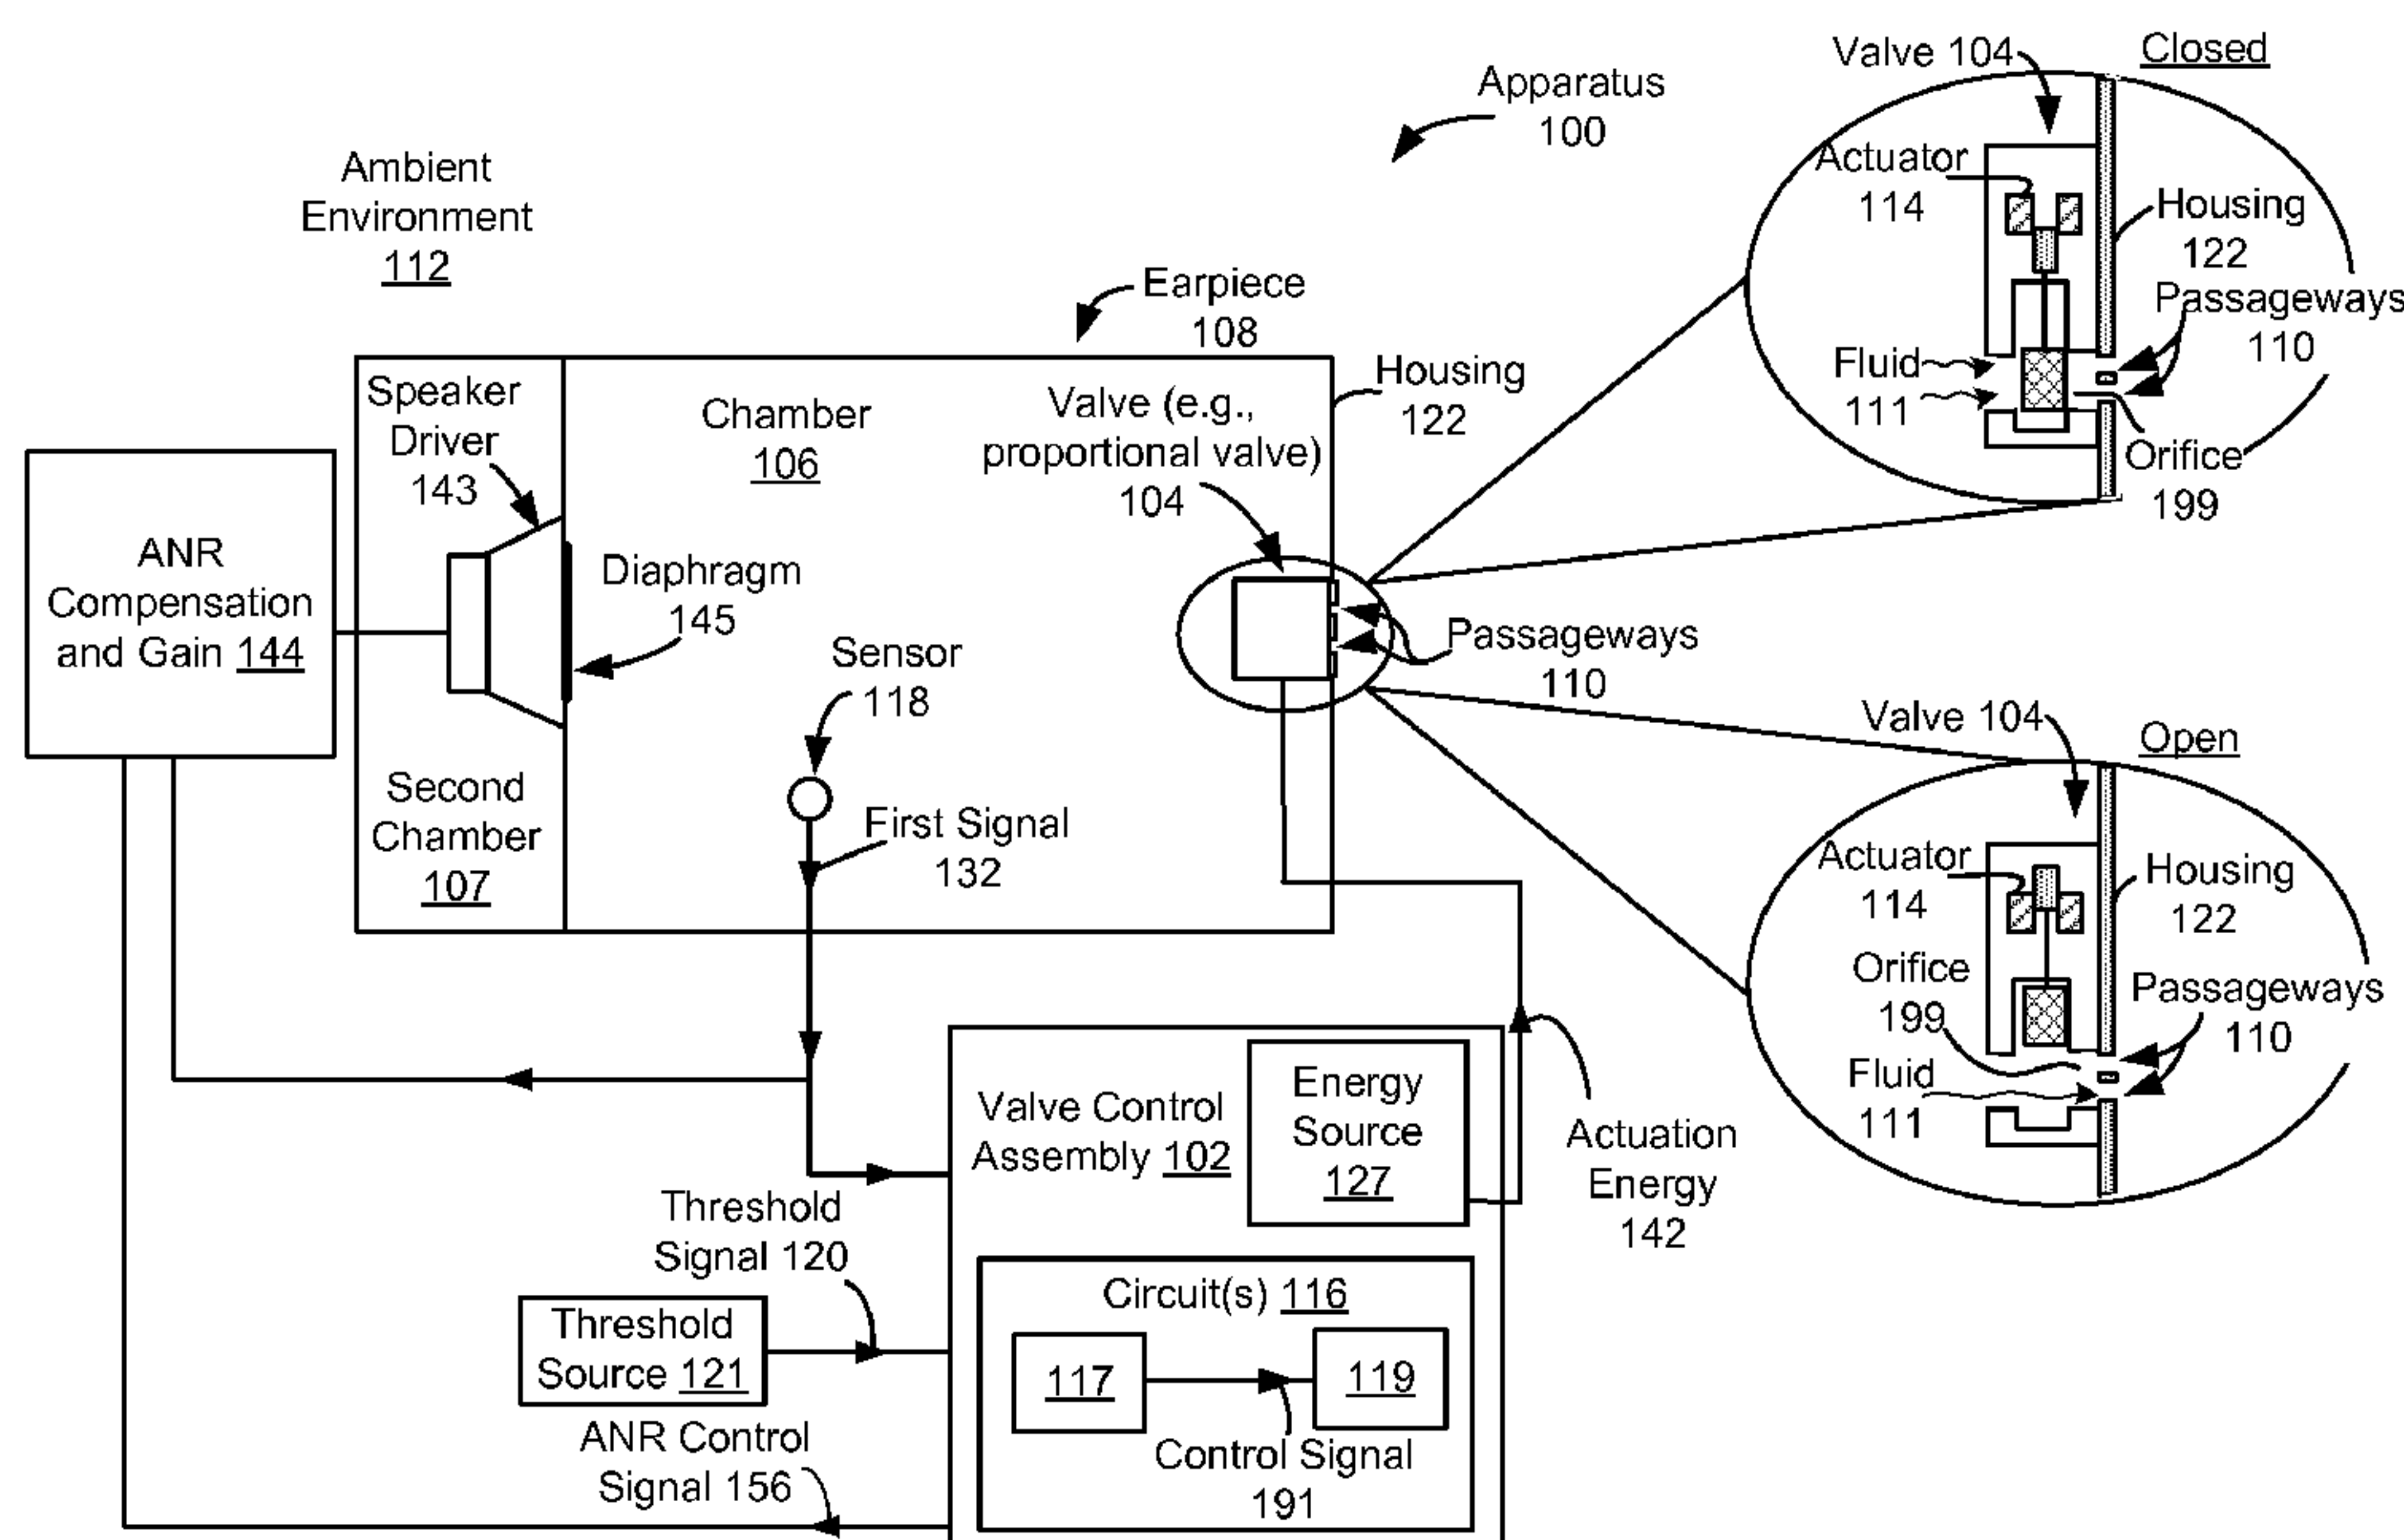 Apparatus
100
Ambient
Environment
112
Earpiece
108
Housing
122
Speaker
Driver
143
Chamber
106
Valve (e.g.,
proportional valve)
104
ANR
Compensation
and Gain 144
Diaphragm
145
Sensor
118
Passageways
110
Second
Chamber
107
First Signal
132
Valve 104
Closed
Actuator
114
Housing
122
Passageways
110
Fluid
111
Orifice
199
Valve 104
Open
Actuator
114
Housing
122
Orifice
199
Passageways
110
Fluid
111
Valve Control
Assembly 102
Energy
Source
127
Actuation
Energy
142
Threshold
Signal 120
Threshold
Source 121
Circuit(s) 116
117
119
Control Signal
191
ANR Control
Signal 156